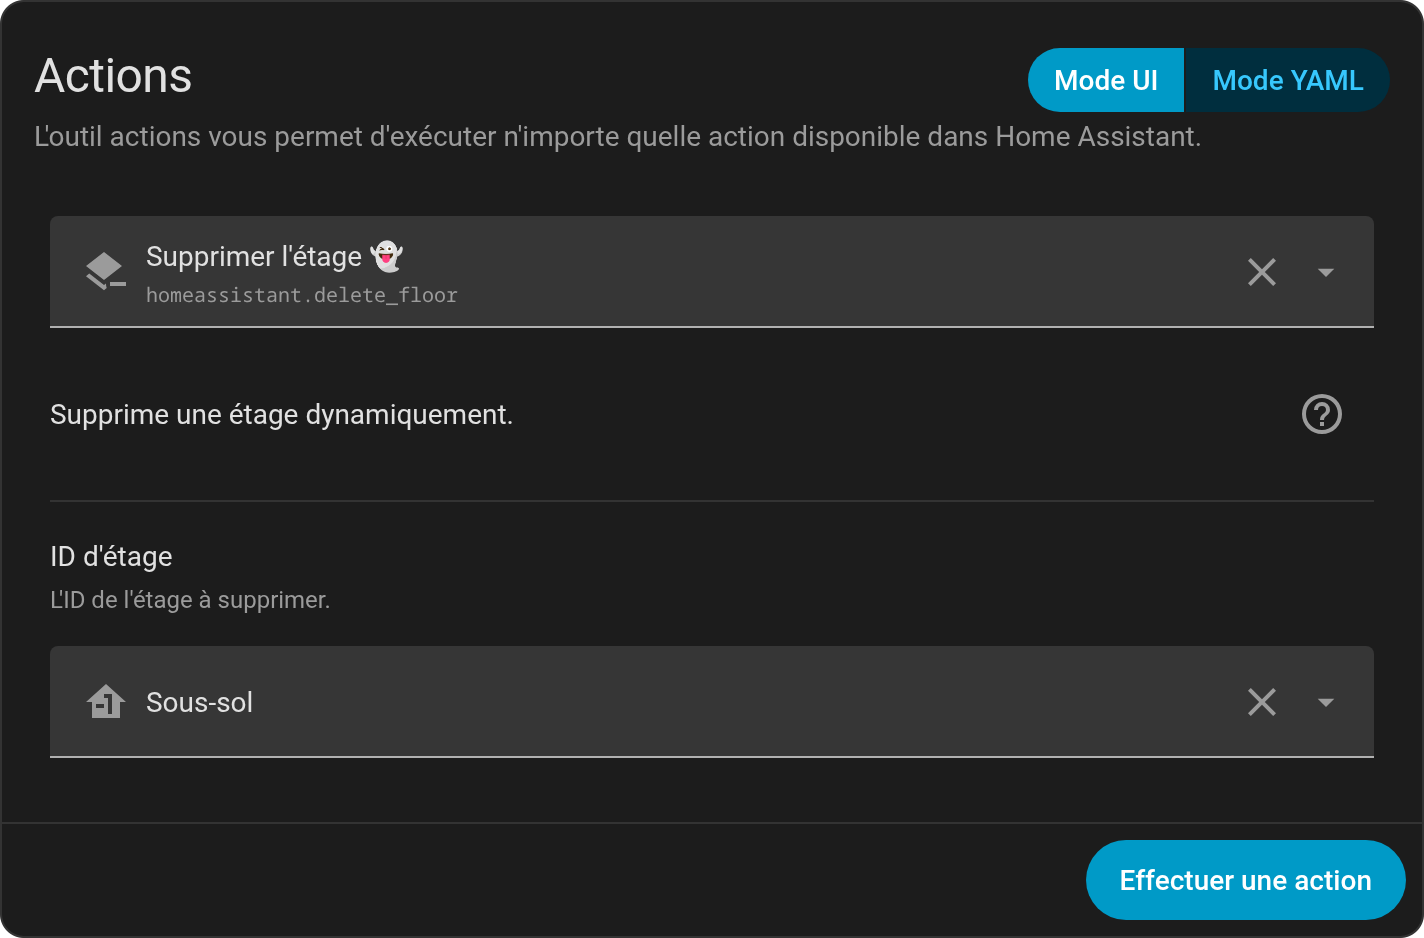 Actions
Mode UI
Mode YAML
L'outil actions vous permet d'exécuter n'importe quelle action disponible dans Home Assistant.
Supprimer l'étage 👻
homeassistant.delete_floor
Supprime une étage dynamiquement.
ID d'étage
L'ID de l'étage à supprimer.
-1
Sous-sol
Effectuer une action